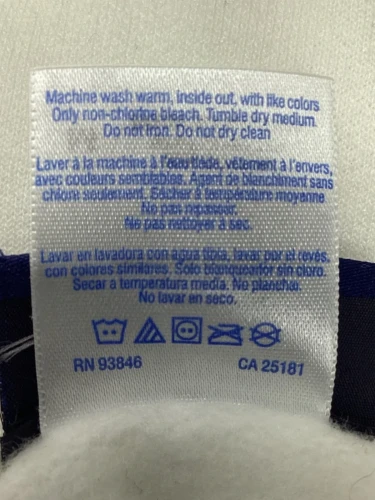 Machine wash warm, inside out, with like colors
Only non-chlorine bleach. Tumble dry medium.
Do not iron. Do not dry clean
Laver à la machine à l'eau tiède, vêtement à l'envers,
avec couleurs semblables. Agent de blanchiment sans
chlore seulement. Sécher à température moyenne
Ne pas repasser.
Ne pas nettoyer à sec.
Lavar en lavadora con agua tibia, lavar por el revés,
con colores similares. Solo blanqueador sin cloro.
Secar a temperatura media. No planchar.
No lavar en seco.
RN 93846 CA 25181